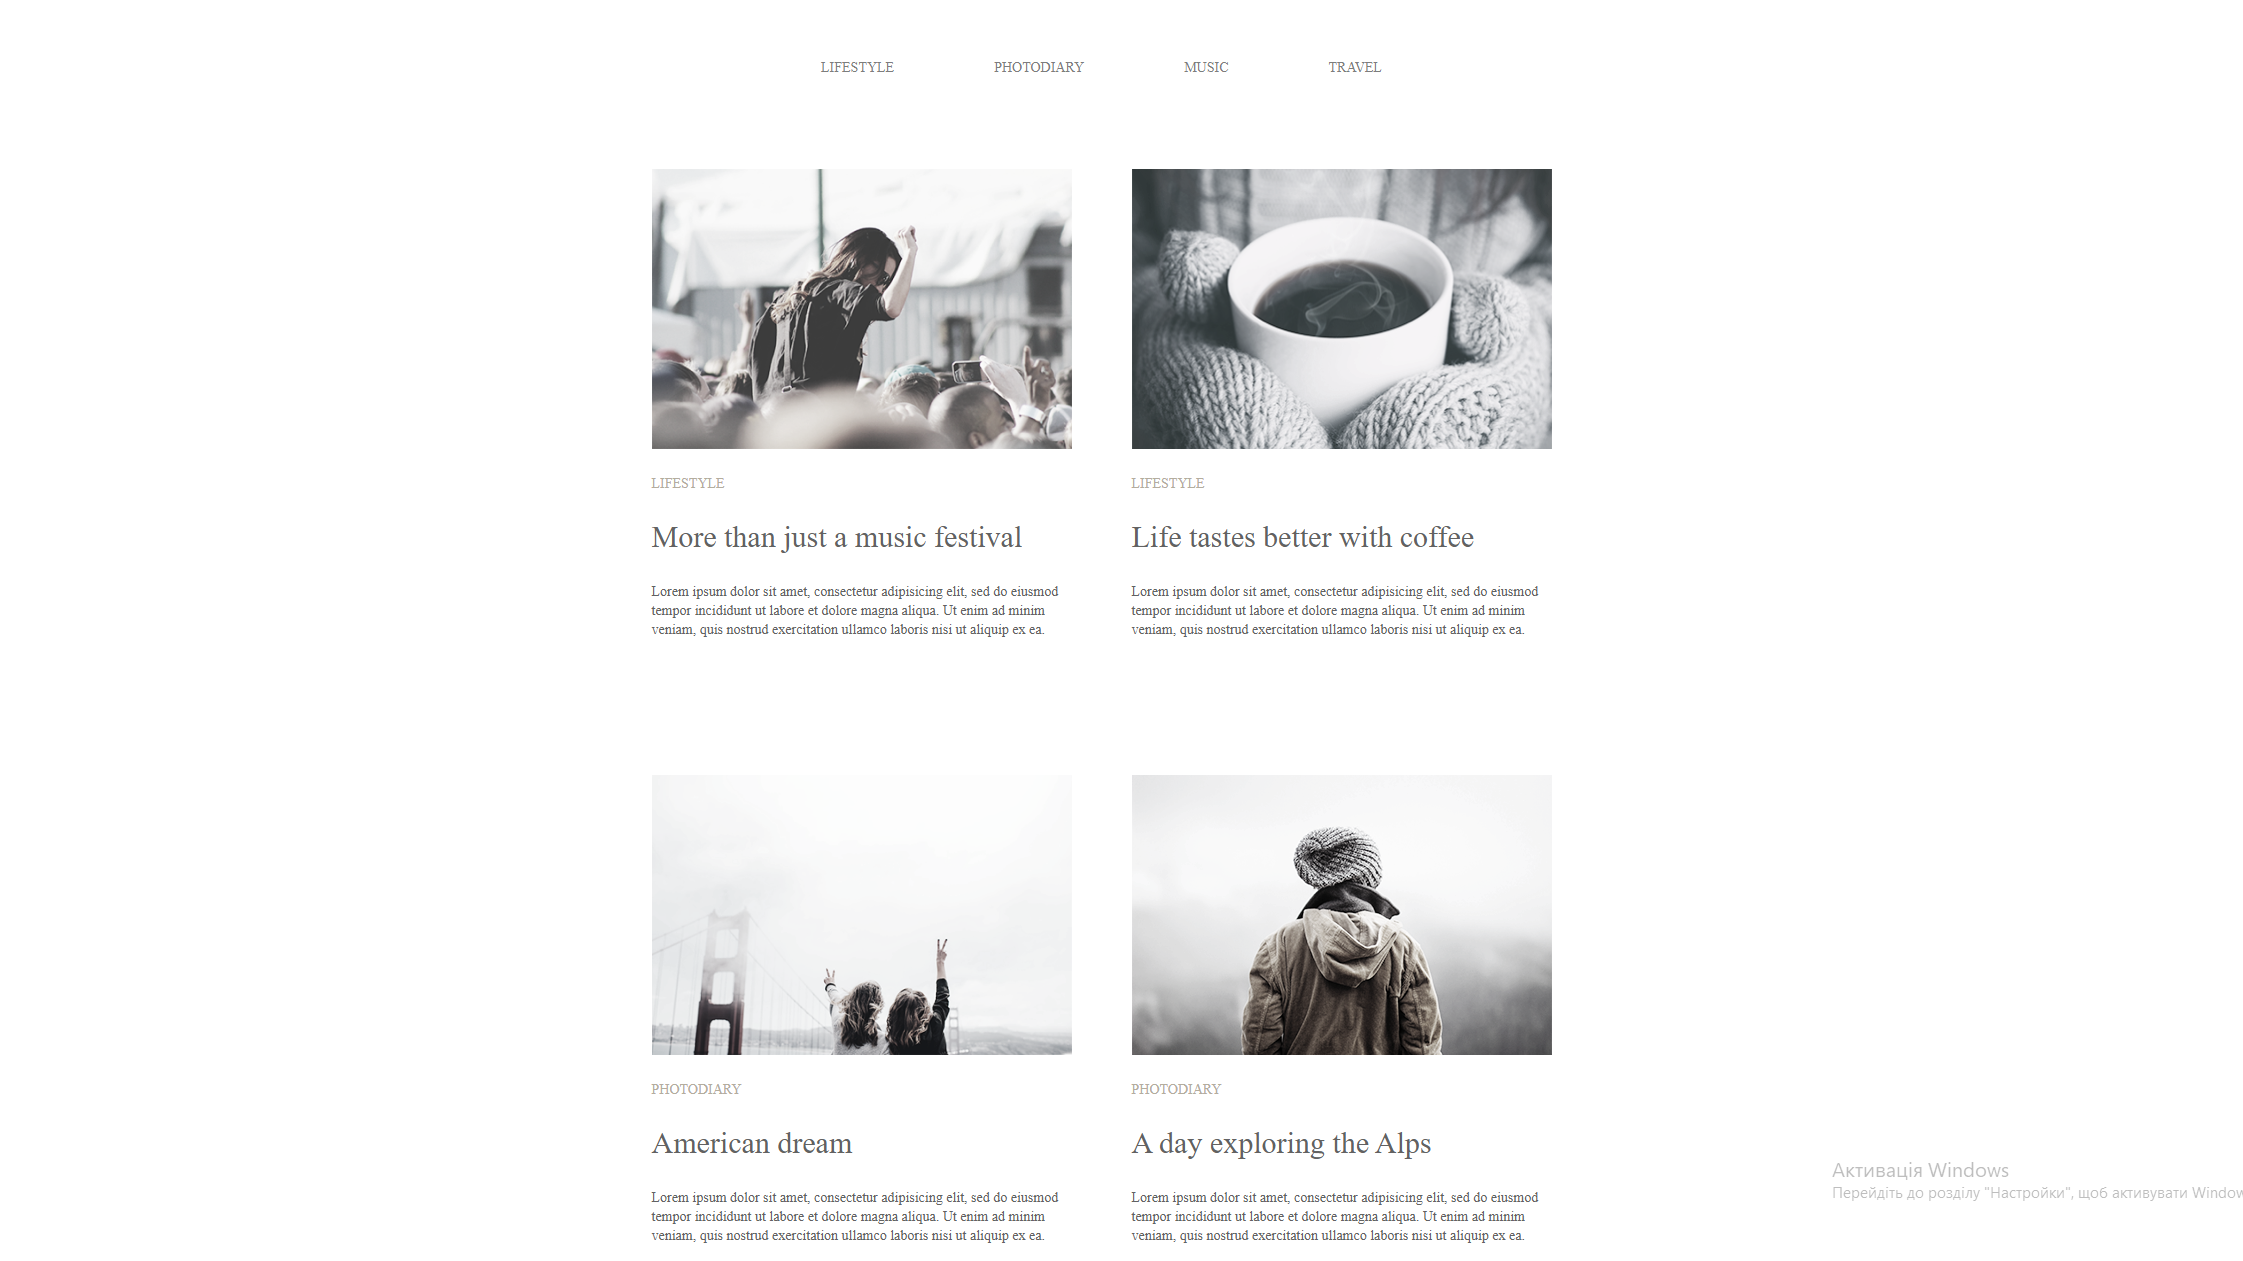 LIFESTYLE PHOTODIARY MUSIC TRAVEL
LIFESTYLE
More than just a music festival
Lorem ipsum dolor sit amet, consectetur adipisicing elit, sed do eiusmod
tempor incididunt ut labore et dolore magna aliqua. Ut enim ad minim
veniam, quis nostrud exercitation ullamco laboris nisi ut aliquip ex ea.
LIFESTYLE
Life tastes better with coffee
Lorem ipsum dolor sit amet, consectetur adipisicing elit, sed do eiusmod
tempor incididunt ut labore et dolore magna aliqua. Ut enim ad minim
veniam, quis nostrud exercitation ullamco laboris nisi ut aliquip ex ea.
PHOTODIARY
American dream
Lorem ipsum dolor sit amet, consectetur adipisicing elit, sed do eiusmod
tempor incididunt ut labore et dolore magna aliqua. Ut enim ad minim
veniam, quis nostrud exercitation ullamco laboris nisi ut aliquip ex ea.
PHOTODIARY
A day exploring the Alps
Lorem ipsum dolor sit amet, consectetur adipisicing elit, sed do eiusmod
tempor incididunt ut labore et dolore magna aliqua. Ut enim ad minim
veniam, quis nostrud exercitation ullamco laboris nisi ut aliquip ex ea.
Активація Windows
Перейдіть до розділу "Настройки", щоб активувати Window